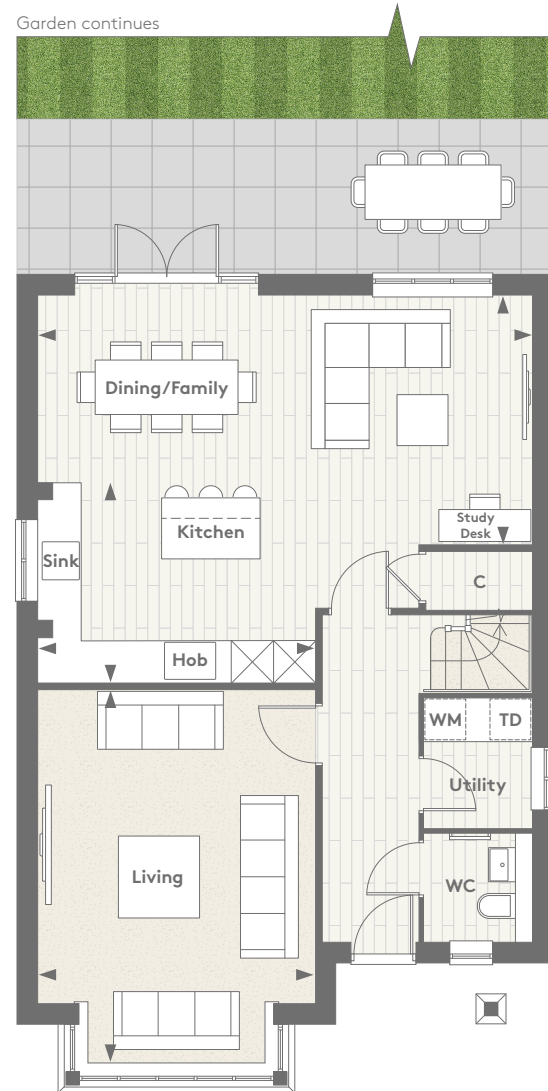 Garden continues
Dining/Family
Kitchen
Study
Desk
Sink
C
Hob
WM
TD
Utility
Living
WC